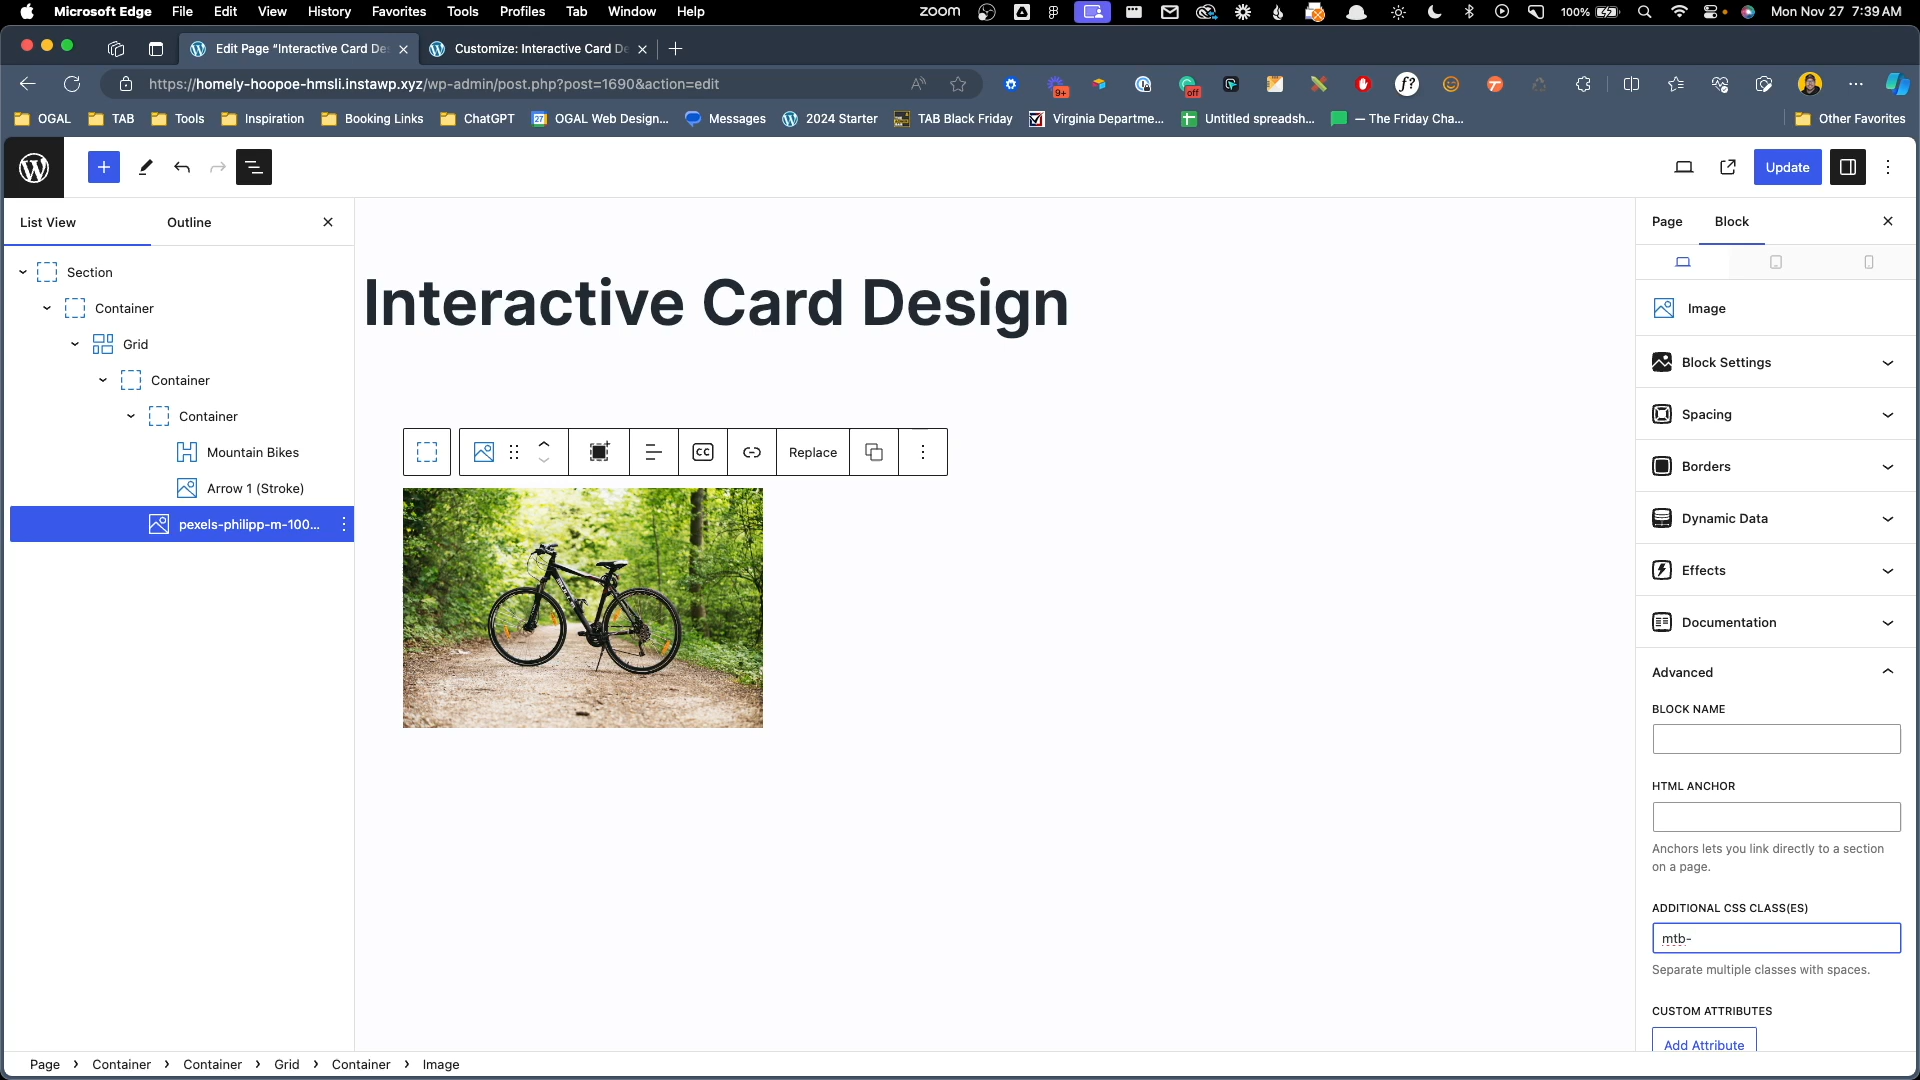 Microsoft Edge File Edit View History Favorites Tools Profiles Tab Window Help zoom 100% Mon Nov 27 7:39 AM
Edit Page "Interactive Card De Customize: Interactive Card De
https://homely-hoopoe-hmsli.instawp.xyz/wp-admin/post.php?post=1690&action=edit 9+ off f?
OGAL TAB Tools Inspiration Booking Links ChatGPT 27 OGAL Web Design... Messages 2024 Starter TAB Black Friday Virginia Departme... Untitled spreadsh... — The Friday Cha... Other Favorites
Update
List View Outline
Page Block
Section
Container
Grid
Container
Container
Mountain Bikes
Arrow 1 (Stroke)
pexels-philipp-m-100...
Interactive Card Design
CC Replace
Image
Block Settings
Spacing
Borders
Dynamic Data
Effects
Documentation
Advanced
BLOCK NAME
HTML ANCHOR
Anchors lets you link directly to a section
on a page.
ADDITIONAL CSS CLASS(ES)
mtb-
Separate multiple classes with spaces.
CUSTOM ATTRIBUTES
Add Attribute
Page › Container › Container › Grid › Container › Image